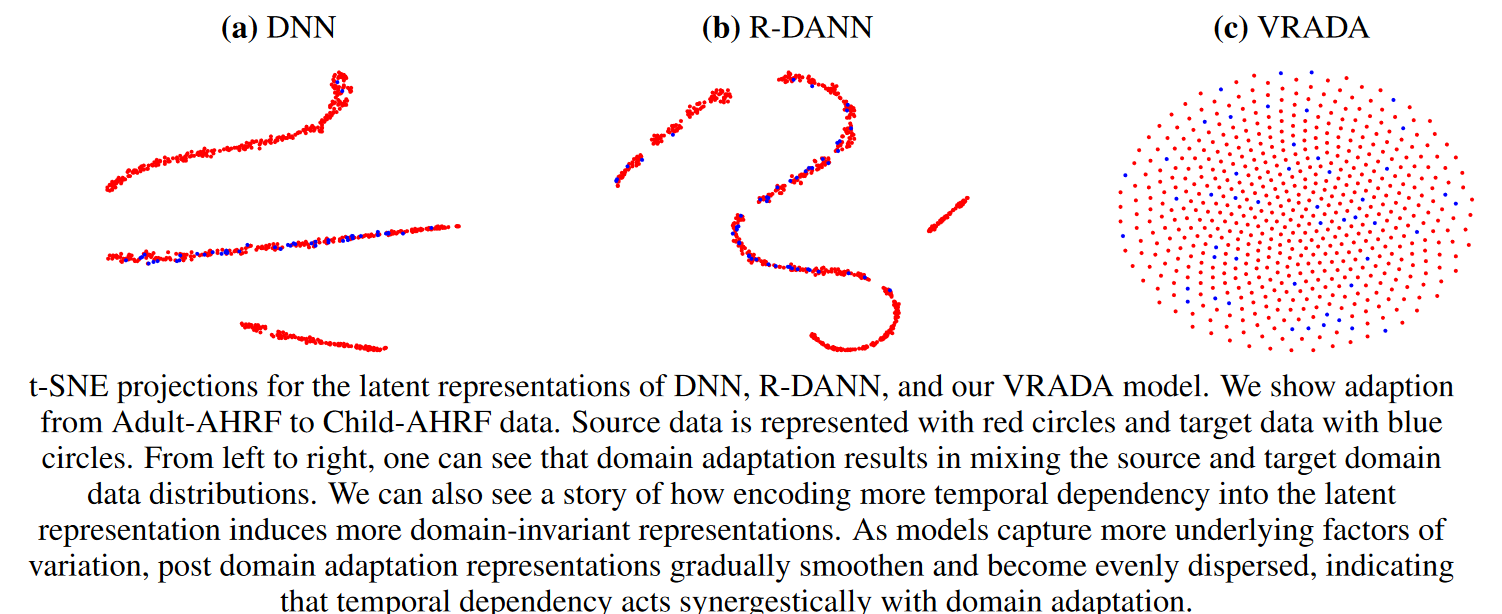 (a) DNN (b) R-DANN (c) VRADA
t-SNE projections for the latent representations of DNN, R-DANN, and our VRADA model. We show adaption
from Adult-AHRF to Child-AHRF data. Source data is represented with red circles and target data with blue
circles. From left to right, one can see that domain adaptation results in mixing the source and target domain
data distributions. We can also see a story of how encoding more temporal dependency into the latent
representation induces more domain-invariant representations. As models capture more underlying factors of
variation, post domain adaptation representations gradually smoothen and become evenly dispersed, indicating
that temporal dependency acts synergestically with domain adaptation.